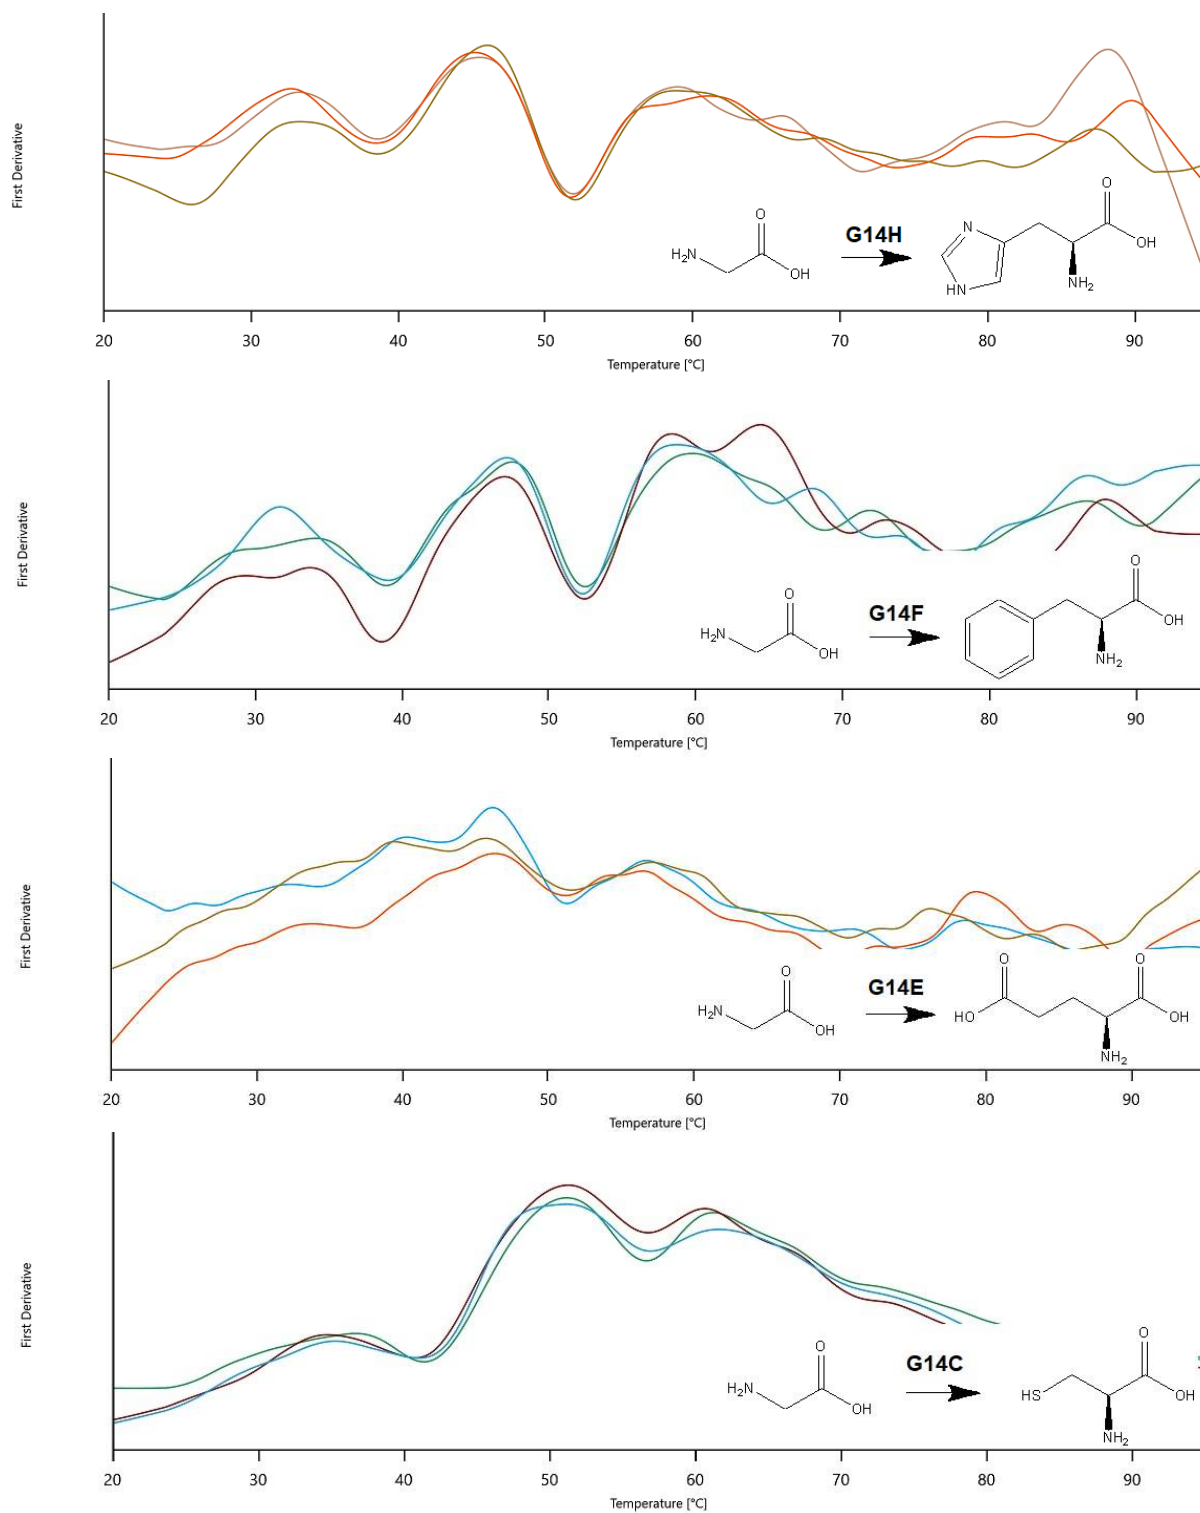 First Derivative
O
H₂N
OH
G14H
N
HN
O
OH
NH₂
20 30 40 50 60 70 80 90
Temperature [°C]
First Derivative
O
H₂N
OH
G14F
O
OH
NH₂
20 30 40 50 60 70 80 90
Temperature [°C]
First Derivative
O
H₂N
OH
G14E
O
HO
O
OH
NH₂
20 30 40 50 60 70 80 90
Temperature [°C]
First Derivative
O
H₂N
OH
G14C
HS
O
OH
NH₂
20 30 40 50 60 70 80 90
Temperature [°C]